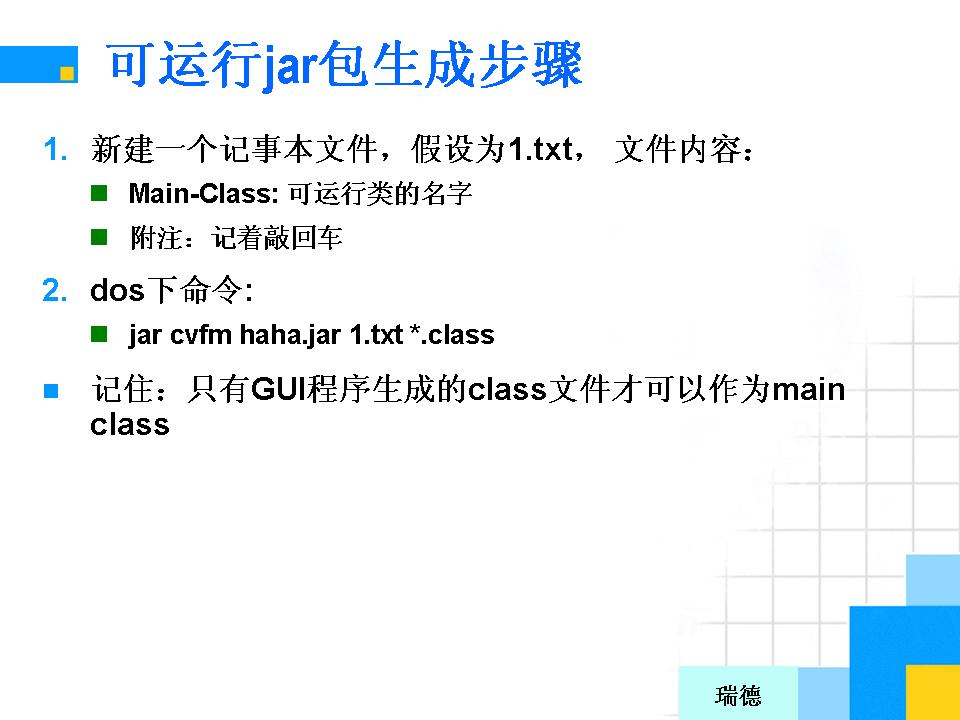 可运行jar包生成步骤
1. 新建一个记事本文件，假设为1.txt， 文件内容：
Main-Class: 可运行类的名字
附注：记着敲回车
2. dos下命令:
jar cvfm haha.jar 1.txt *.class
记住：只有GUI程序生成的class文件才可以作为main
class
瑞德